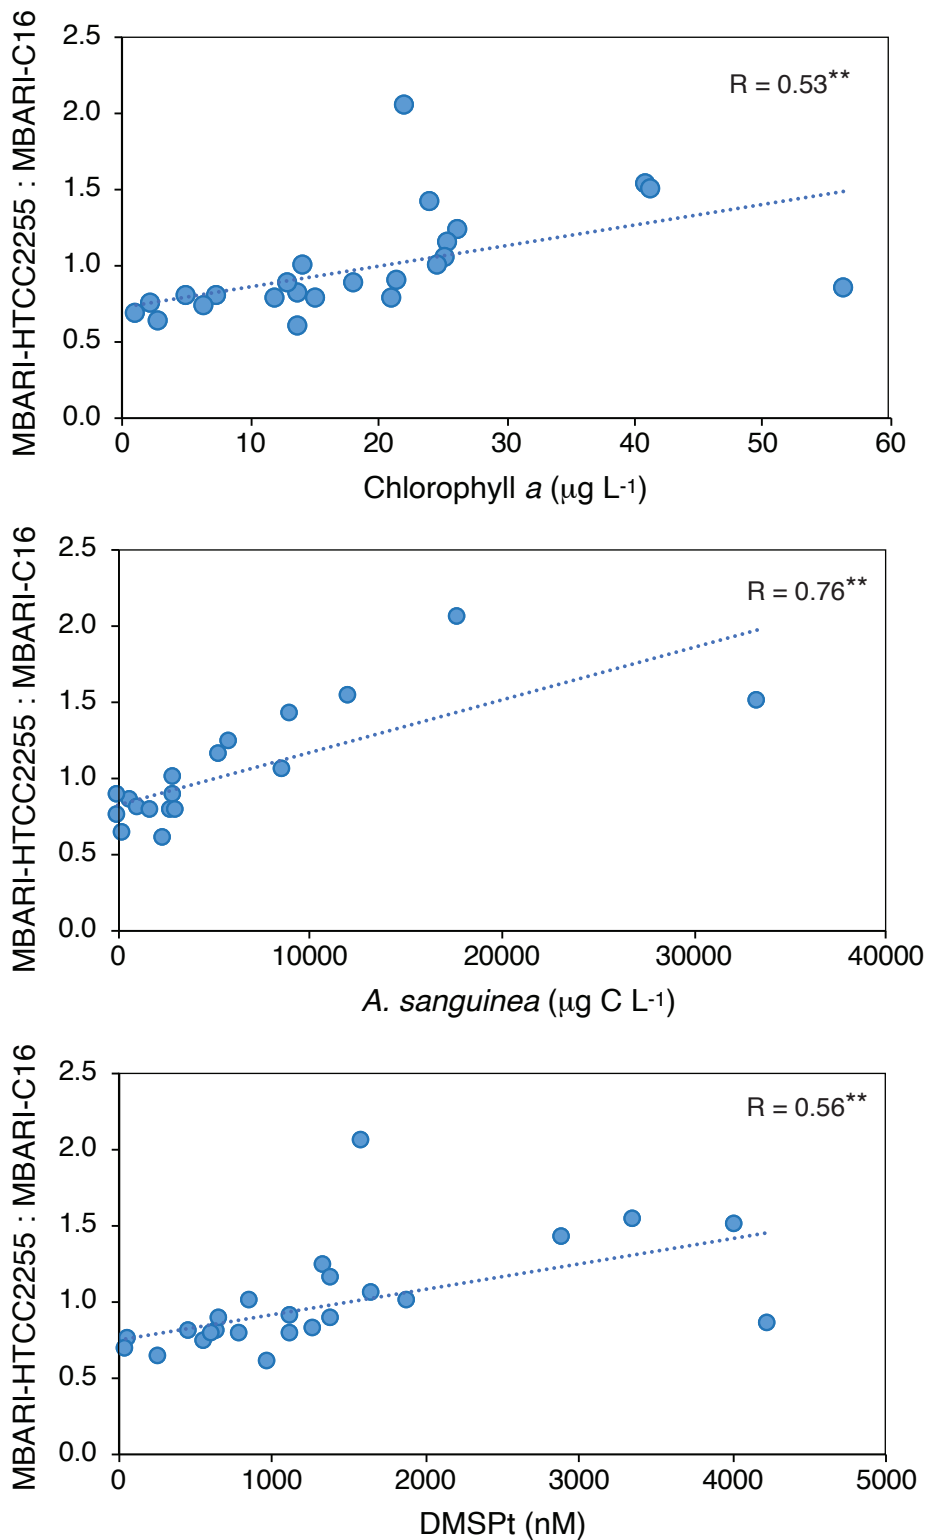 MBARI-HTCC2255 : MBARI-C16
2.5
2.0
1.5
1.0
0.5
0.0
R = 0.53**
0 10 20 30 40 50 60
Chlorophyll a (μg L-1)
MBARI-HTCC2255 : MBARI-C16
2.5
2.0
1.5
1.0
0.5
0.0
R = 0.76**
0 10000 20000 30000 40000
A. sanguinea (μg C L-1)
MBARI-HTCC2255 : MBARI-C16
2.5
2.0
1.5
1.0
0.5
0.0
R = 0.56**
0 1000 2000 3000 4000 5000
DMSPt (nM)